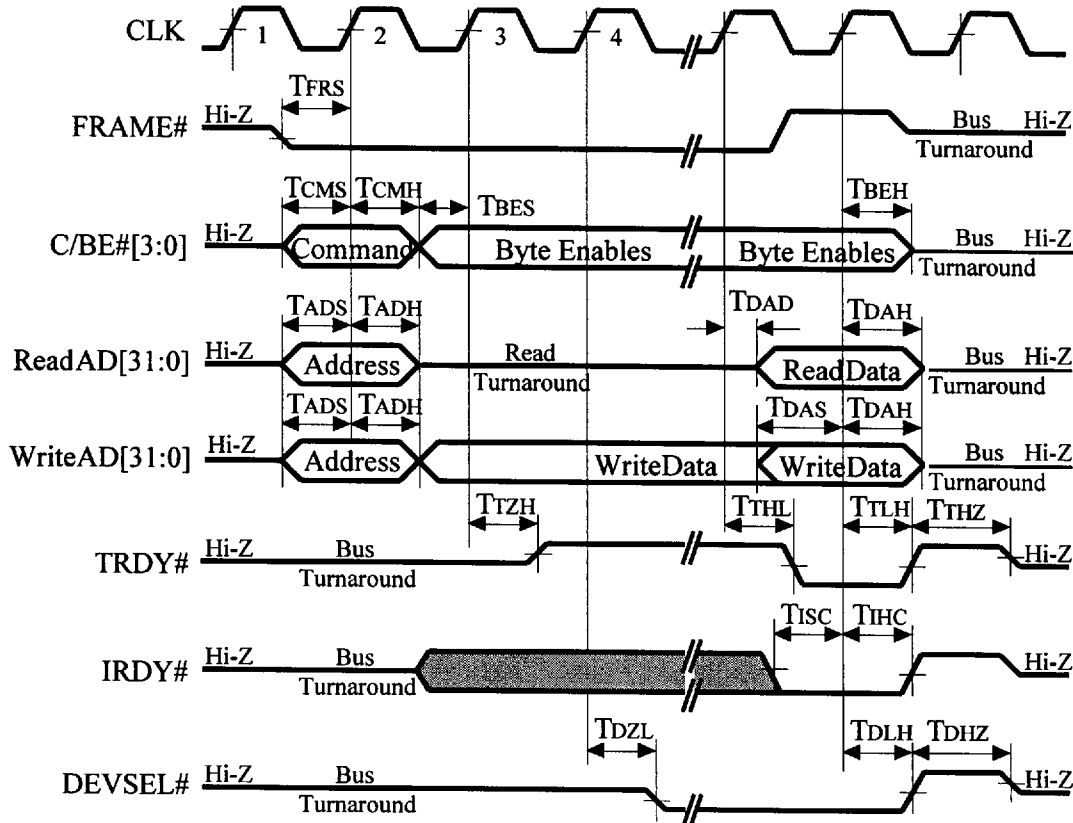 CLK 1 2 3 4
TFRS
FRAME# Hi-Z Bus Hi-Z
Turnaround
TCMS TCMH TBES TBEH
C/BE#[3:0] Hi-Z Command Byte Enables Byte Enables Bus Hi-Z
Turnaround
TADS TADH TDAD TDAH
ReadAD[31:0] Hi-Z Address Read Turnaround ReadData Bus Hi-Z
Turnaround
TADS TADH TDAS TDAH
WriteAD[31:0] Hi-Z Address WriteData WriteData Bus Hi-Z
Turnaround
TTZH TTHL TTLH TTHZ
TRDY# Hi-Z Bus Hi-Z
Turnaround
TISC TIHC
IRDY# Hi-Z Bus Hi-Z
Turnaround
TDZL TDLH TDHZ
DEVSEL# Hi-Z Bus Hi-Z
Turnaround